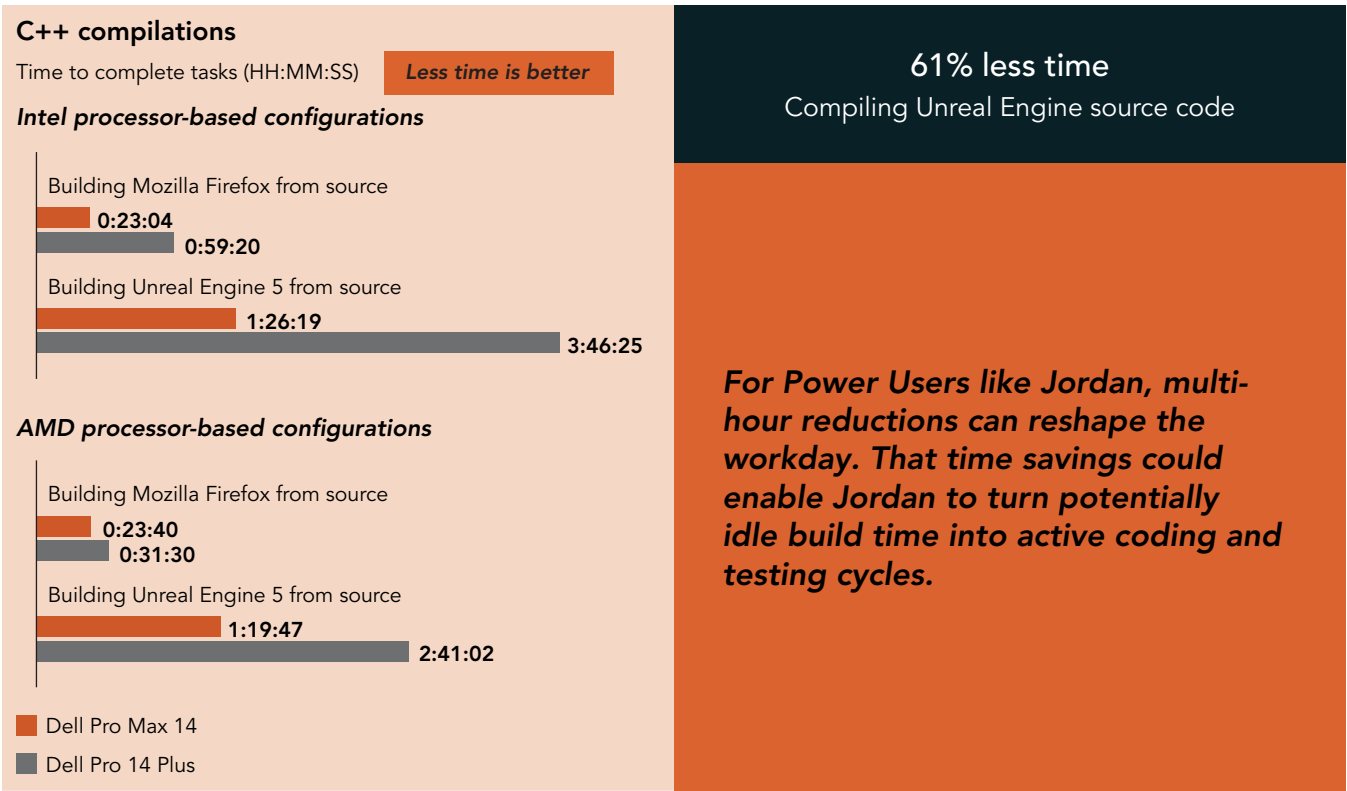 C++ compilations
Time to complete tasks (HH:MM:SS)
Less time is better
Intel processor-based configurations
Building Mozilla Firefox from source
0:23:04
0:59:20
Building Unreal Engine 5 from source
1:26:19
3:46:25
AMD processor-based configurations
Building Mozilla Firefox from source
0:23:40
0:31:30
Building Unreal Engine 5 from source
1:19:47
2:41:02
Dell Pro Max 14
Dell Pro 14 Plus
61% less time
Compiling Unreal Engine source code
For Power Users like Jordan, multi-
hour reductions can reshape the
workday. That time savings could
enable Jordan to turn potentially
idle build time into active coding and
testing cycles.